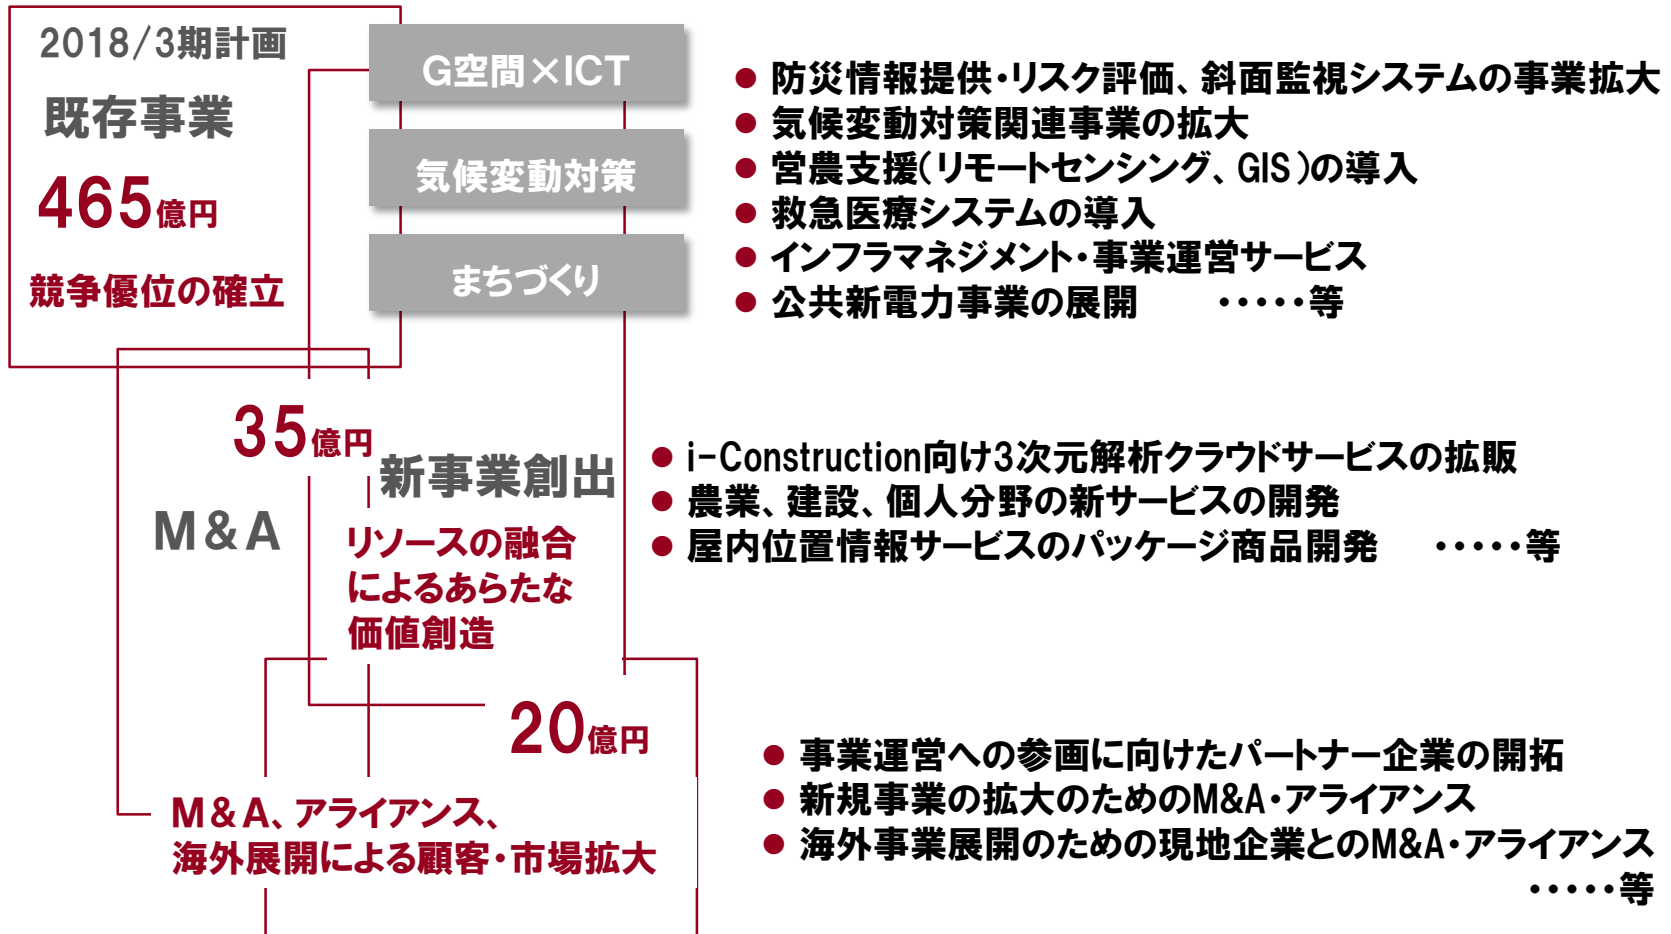 2018/3期計画
既存事業
465億円
競争優位の確立
G空間×ICT
気候変動対策
まちづくり
● 防災情報提供・リスク評価、斜面監視システムの事業拡大
● 気候変動対策関連事業の拡大
● 営農支援(リモートセンシング、GIS)の導入
● 救急医療システムの導入
● インフラマネジメント・事業運営サービス
● 公共新電力事業の展開 ・・・・・等
35億円
新事業創出
M&A
リソースの融合
によるあらたな
価値創造
● i-Construction向け3次元解析クラウドサービスの拡販
● 農業、建設、個人分野の新サービスの開発
● 屋内位置情報サービスのパッケージ商品開発 ・・・・・等
20億円
M&A、アライアンス、
海外展開による顧客・市場拡大
● 事業運営への参画に向けたパートナー企業の開拓
● 新規事業の拡大のためのM&A・アライアンス
● 海外事業展開のための現地企業とのM&A・アライアンス
・・・・・等